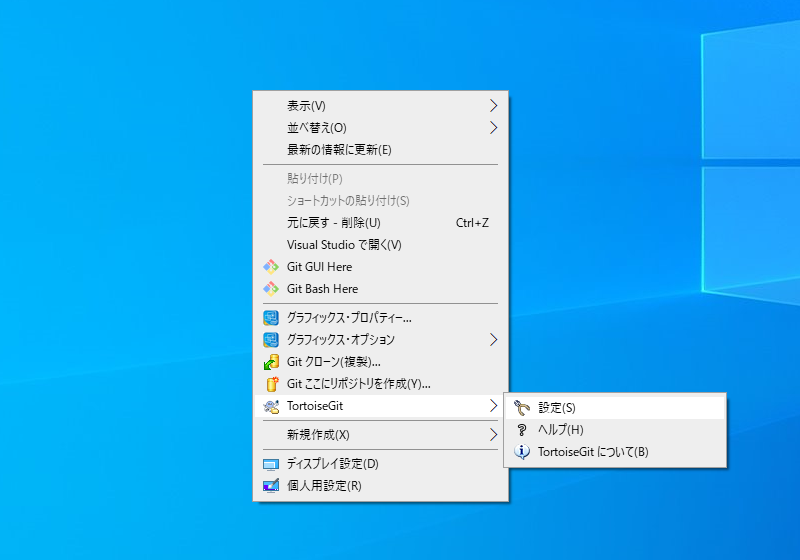 表示(V)
並べ替え(O)
最新の情報に更新(E)
貼り付け(P)
ショートカットの貼り付け(S)
元に戻す - 削除(U) Ctrl+Z
Visual Studio で開く(V)
Git GUI Here
Git Bash Here
グラフィックス・プロパティー...
グラフィックス・オプション
Git クローン(複製)...
Git ここにリポジトリを作成(Y)...
TortoiseGit
設定(S)
ヘルプ(H)
TortoiseGit について(B)
新規作成(X)
ディスプレイ設定(D)
個人用設定(R)